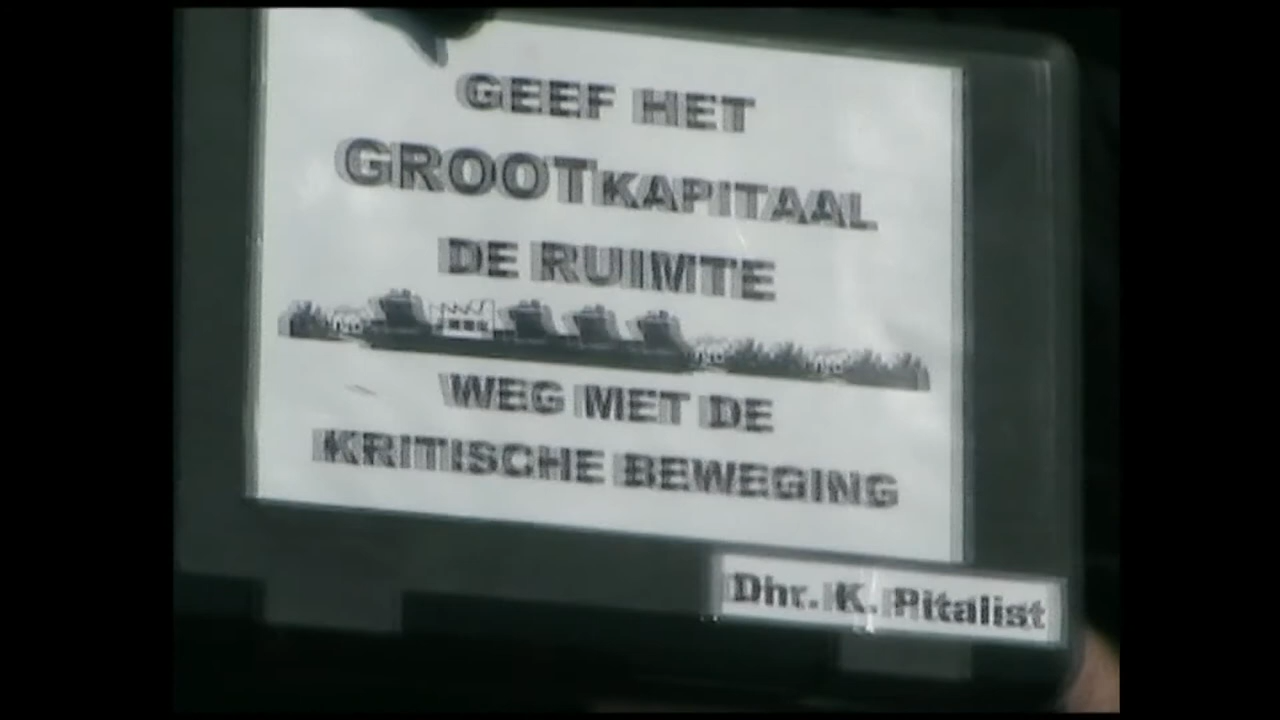 GEEF HET
GROOTKAPITAAL
DE RUIMTE
WEG MET DE
KRITISCHE BEWEGING
Dhr. K. Pitalist